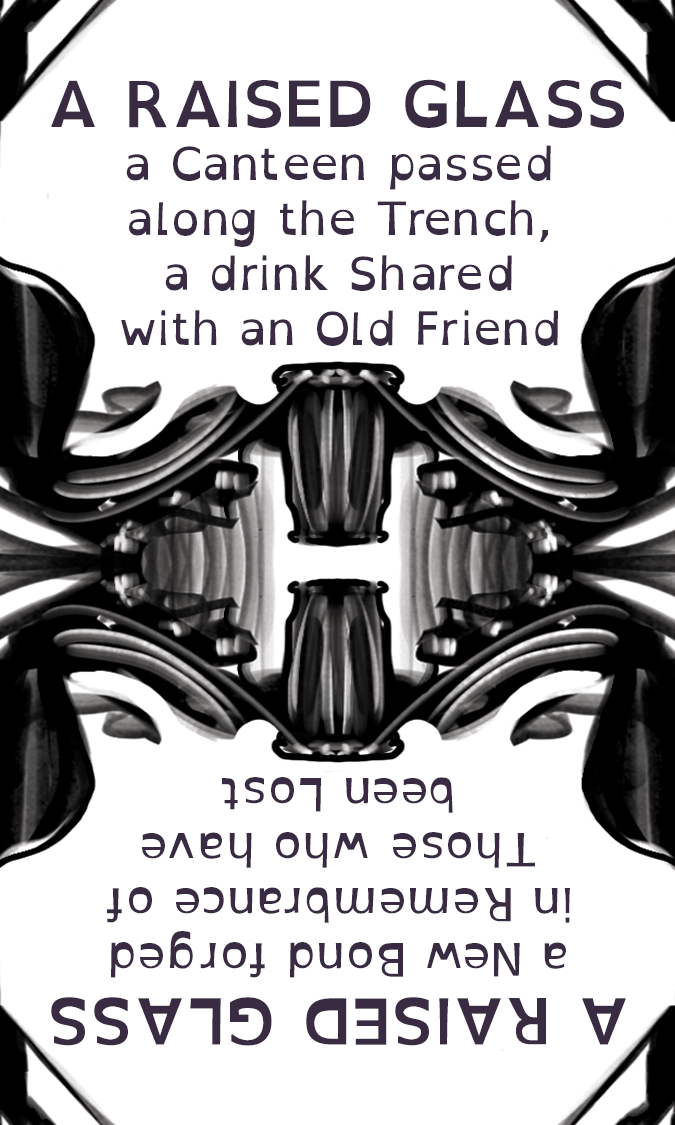 A RAISED GLASS
a Canteen passed
along the Trench,
a drink Shared
with an Old Friend
A RAISED GLASS
a New Bond forged
in Remembrance of
Those who have
been Lost